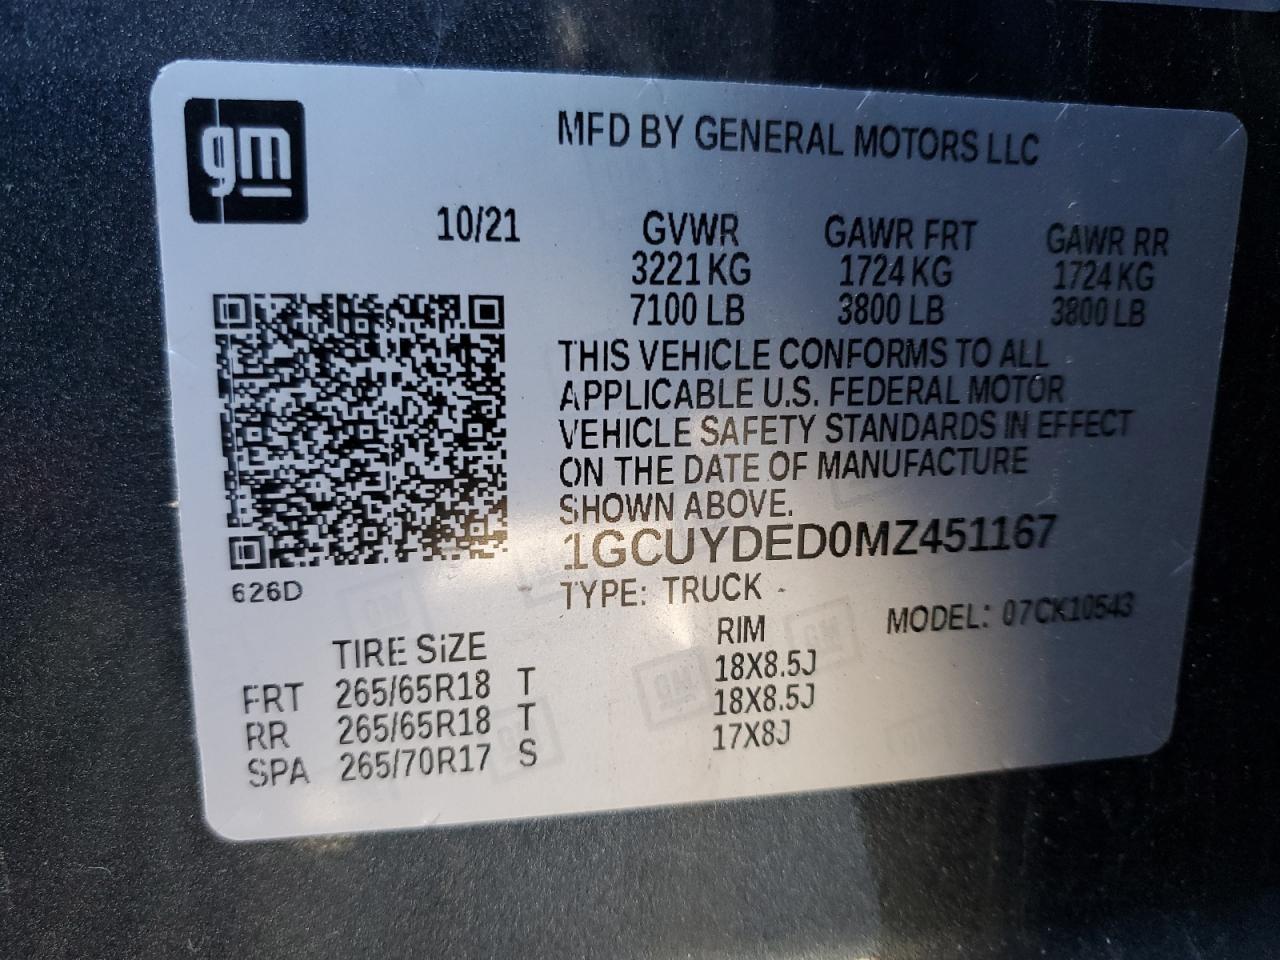 gm
MFD BY GENERAL MOTORS LLC
10/21
GVWR GAWR FRT GAWR RR
3221 KG 1724 KG 1724 KG
7100 LB 3800 LB 3800 LB
THIS VEHICLE CONFORMS TO ALL
APPLICABLE U.S. FEDERAL MOTOR
VEHICLE SAFETY STANDARDS IN EFFECT
ON THE DATE OF MANUFACTURE
SHOWN ABOVE.
1GCUYDED0MZ451167
626D
TYPE: TRUCK
MODEL: 07CK10543
TIRE SIZE RIM
FRT 265/65R18 T 18X8.5J
RR 265/65R18 T 18X8.5J
SPA 265/70R17 S 17X8J